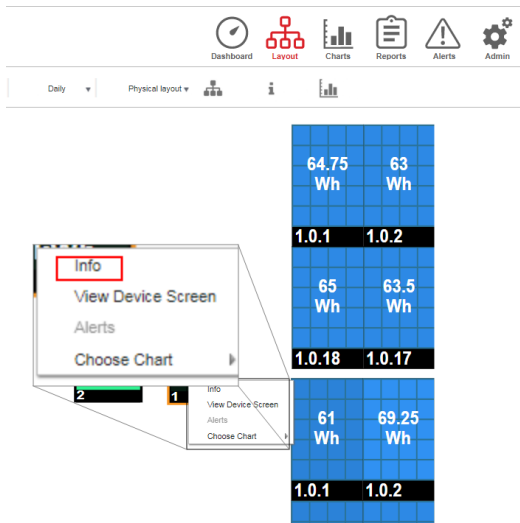 Dashboard Layout Charts Reports Alerts Admin
Daily Physical layout
64.75 63
Wh Wh
1.0.1 1.0.2
Info
View Device Screen
Alerts
Choose Chart
65 63.5
Wh Wh
1.0.18 1.0.17
2 1
Info
View Device Screen
Alerts
Choose Chart
61 69.25
Wh Wh
1.0.1 1.0.2